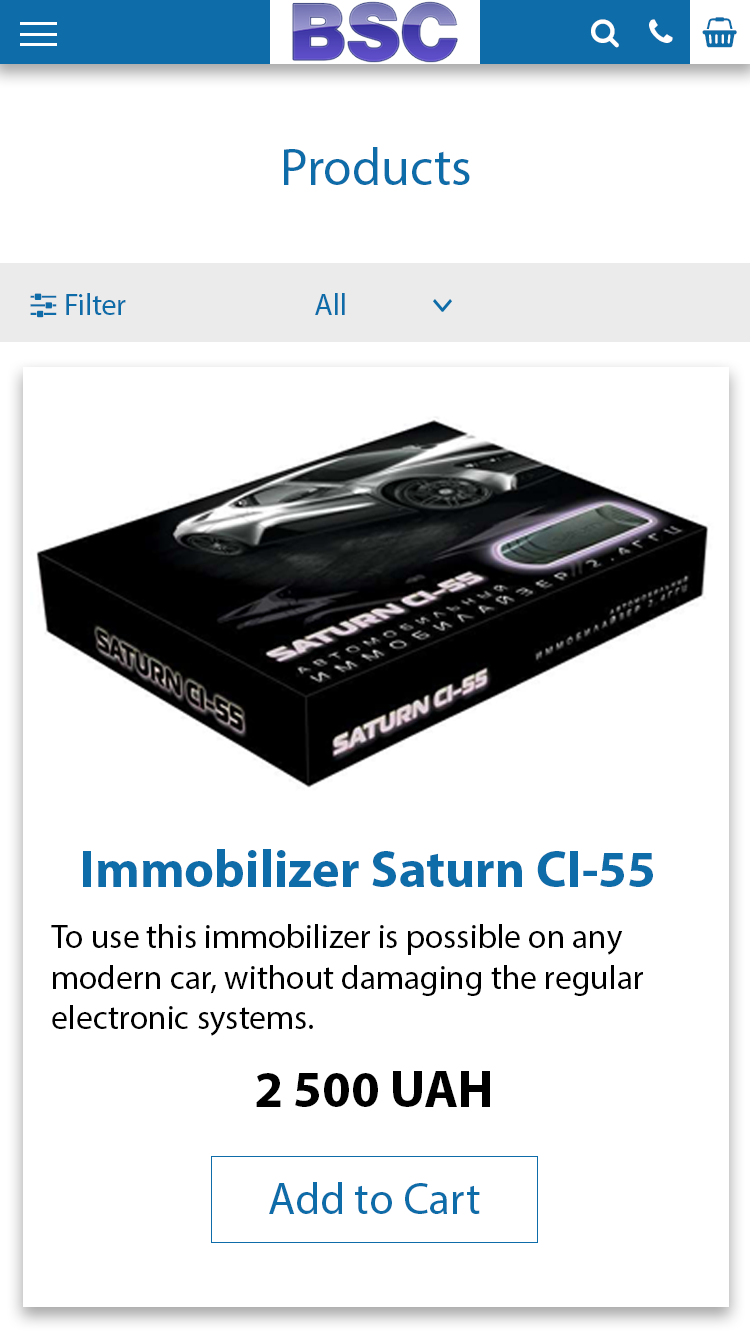 BSC
Products
Filter
All
SATURN CI-55
АВТОМОБИЛЬНЫЙ
ИММОБИЛАЙЗЕР // 2.4ГГЦ
АВТОМОБИЛЬНЫЙ
ИММОБИЛАЙЗЕР 2.4ГГЦ
SATURN CI-55
SATURN CI-55
Immobilizer Saturn CI-55
To use this immobilizer is possible on any
modern car, without damaging the regular
electronic systems.
2 500 UAH
Add to Cart